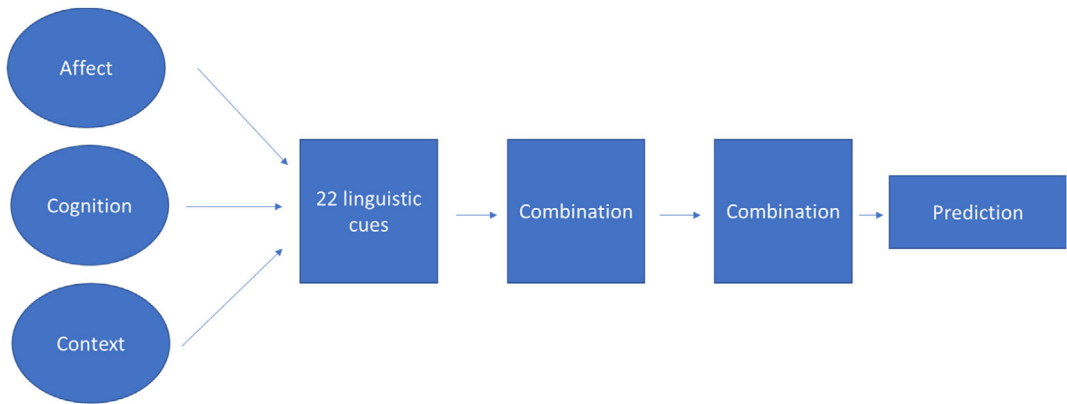 Affect
Cognition
Context
22 linguistic
cues
Combination
Combination
Prediction